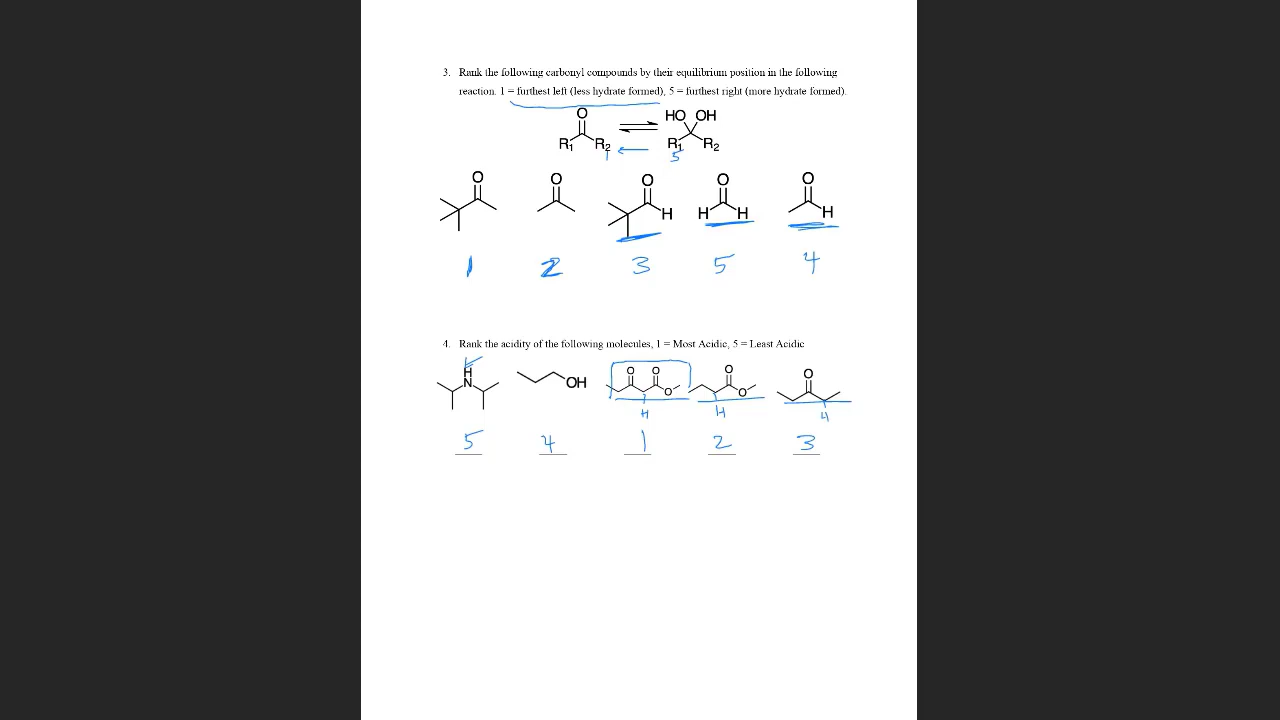 3. Rank the following carbonyl compounds by their equilibrium position in the following
reaction. 1 = furthest left (less hydrate formed), 5 = furthest right (more hydrate formed).
O HO OH
R1 R2 R1 R2
1 5
O O O O O
H H H H
1 2 3 5 4
4. Rank the acidity of the following molecules, 1 = Most Acidic, 5 = Least Acidic
H O O O O
N OH O O
H H H
5 4 1 2 3